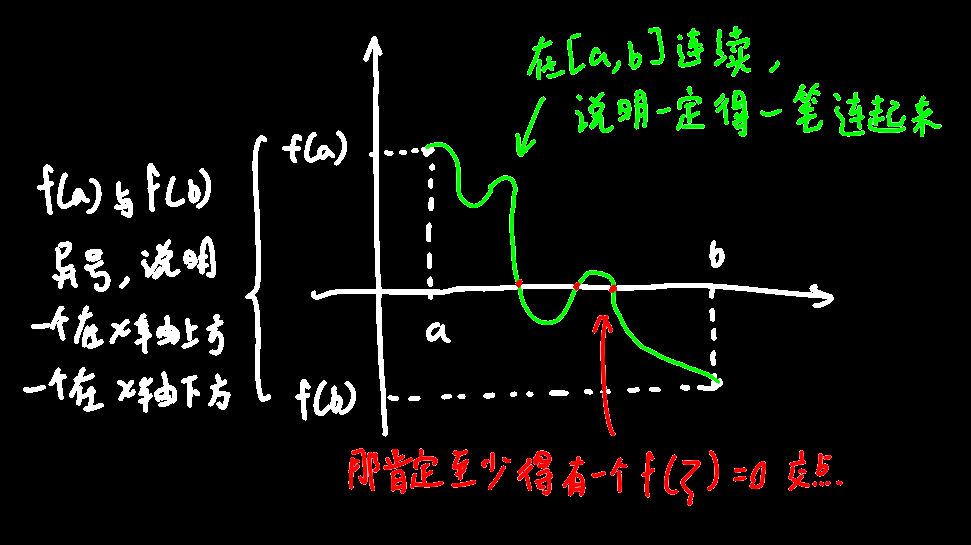 在[a,b]连续，
说明一定得一笔连起来
f(a)
f(a)与f(b)
异号，说明
一个在x轴上方
一个在x轴下方
b
a
f(b)
那肯定至少得有一个f(ζ)=0交点.